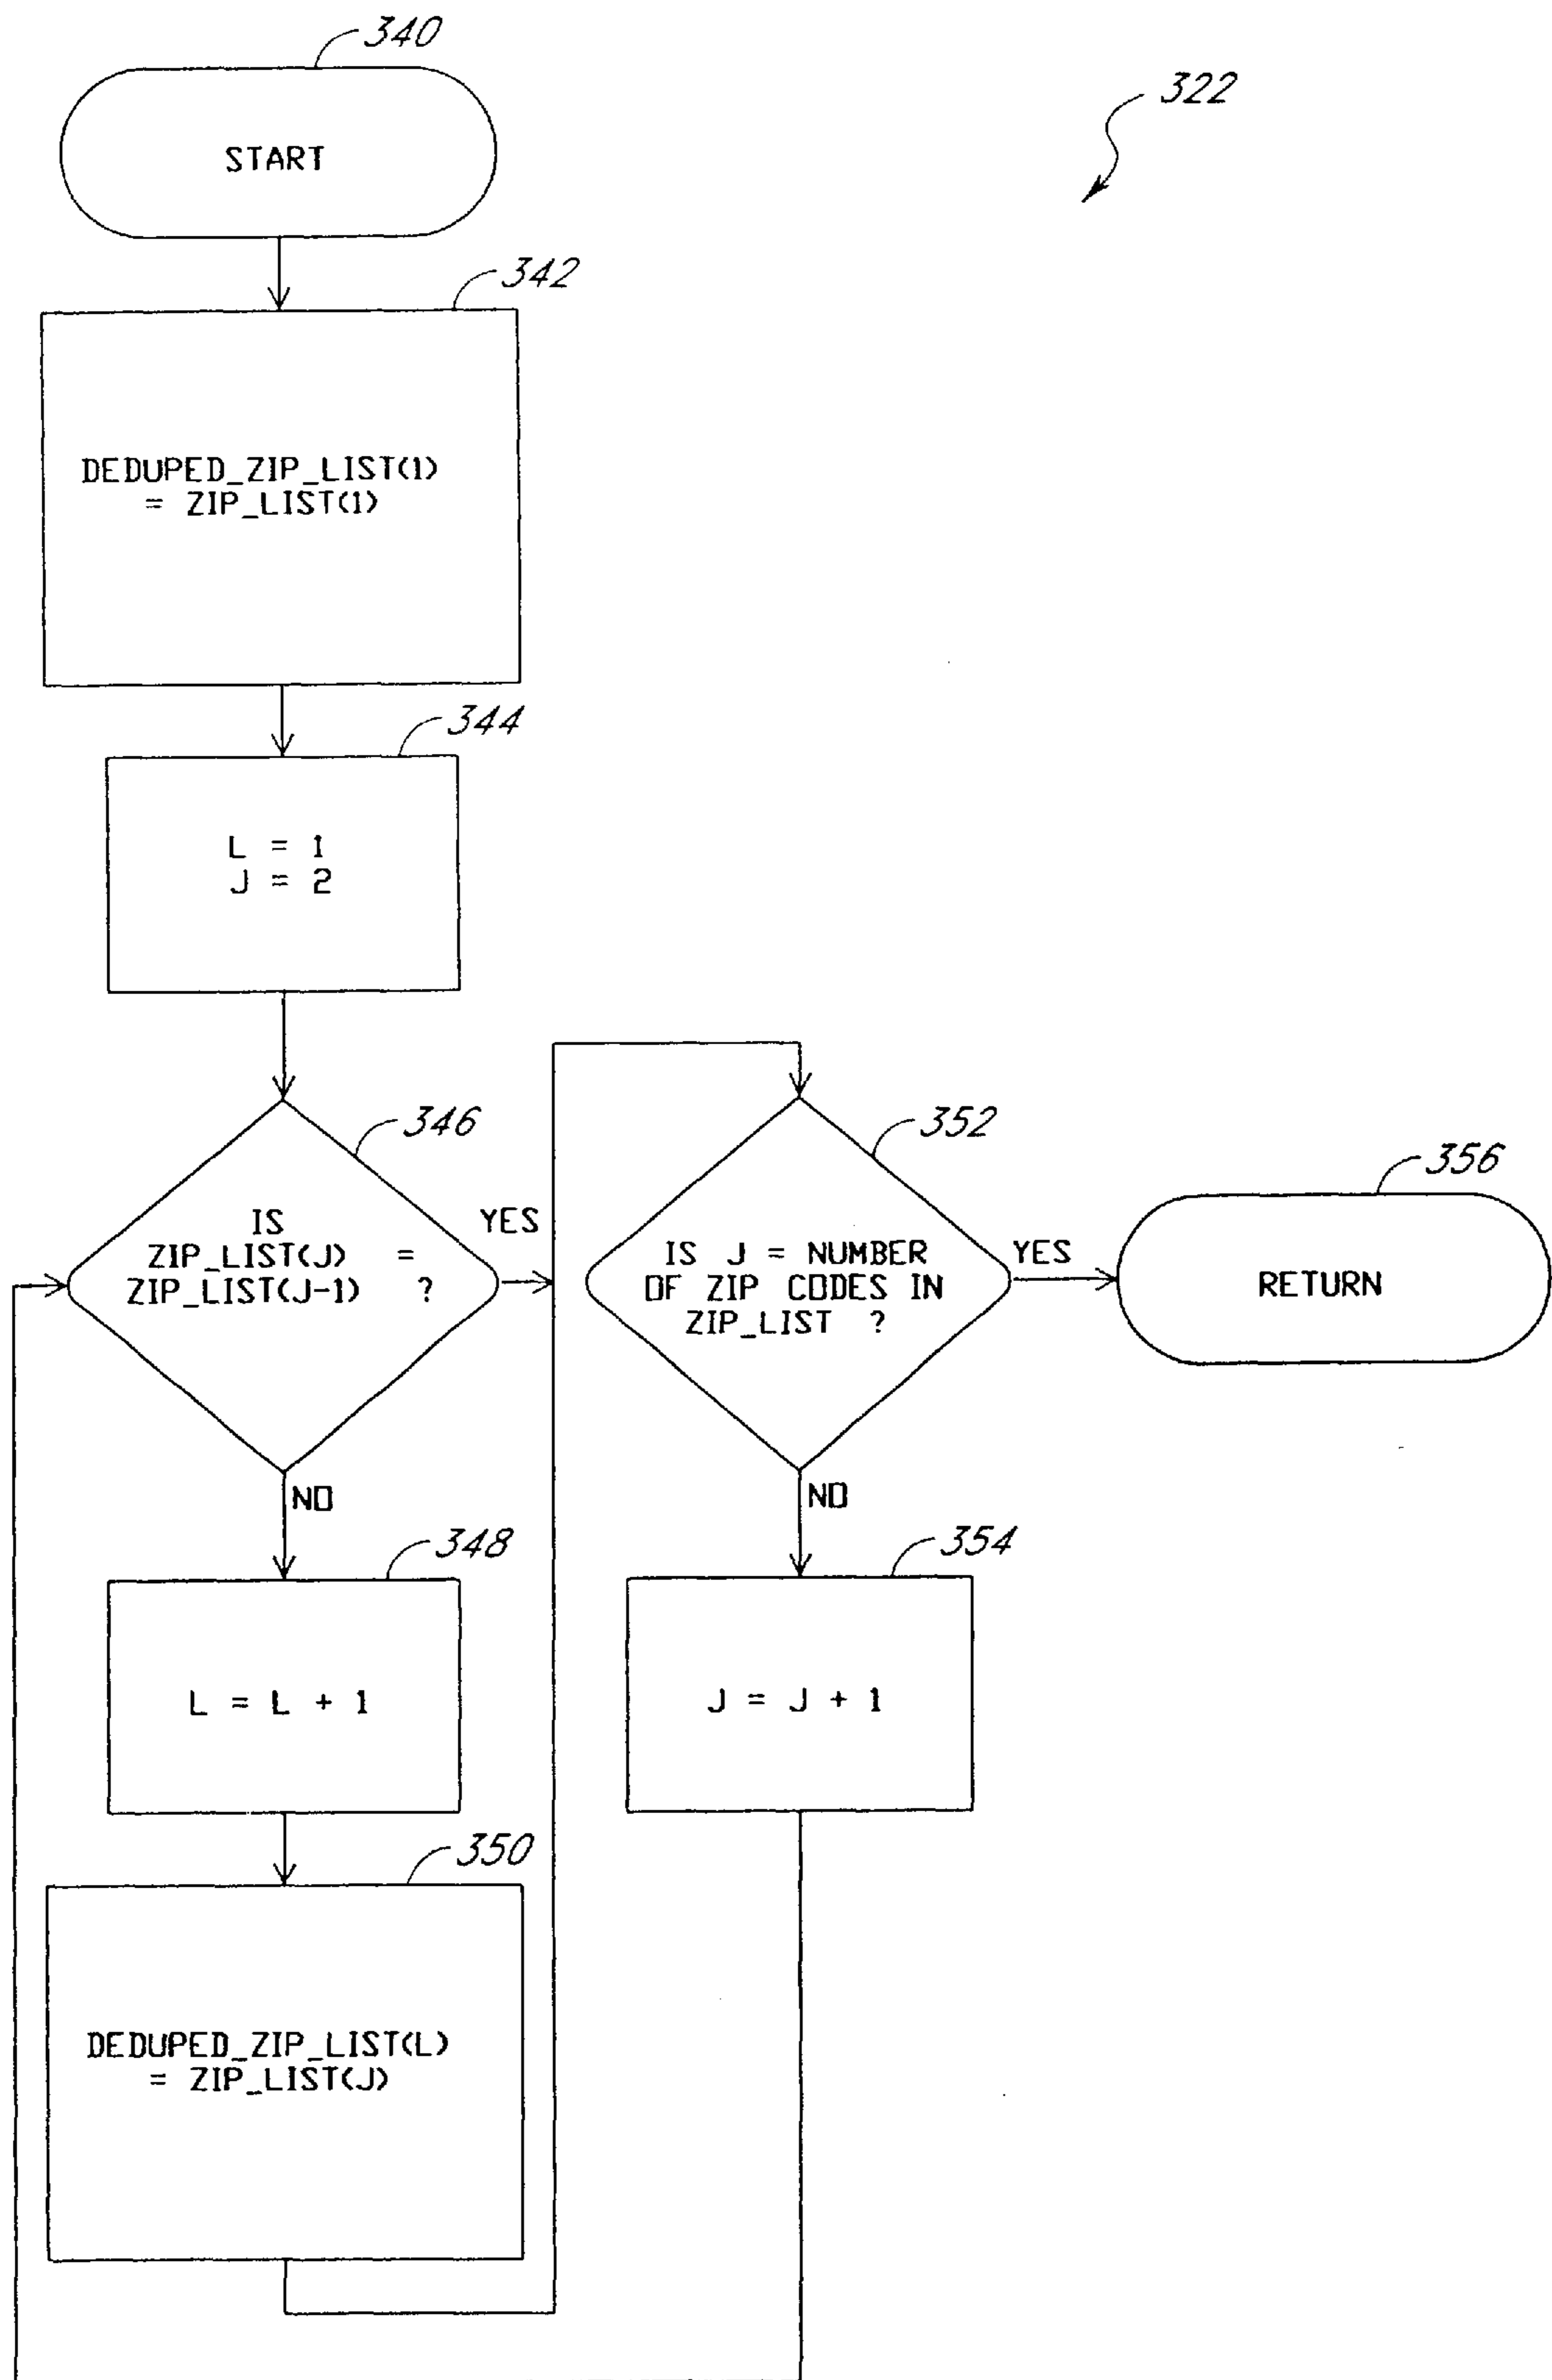 340
START
322
342
DEDUPED_ZIP_LIST(1)
= ZIP_LIST(1)
344
L = 1
J = 2
346
IS
ZIP_LIST(J) =
ZIP_LIST(J-1) ?
YES
NO
348
L = L + 1
350
DEDUPED_ZIP_LIST(L)
= ZIP_LIST(J)
352
IS J = NUMBER
OF ZIP CODES IN
ZIP_LIST ?
YES
NO
354
J = J + 1
356
RETURN